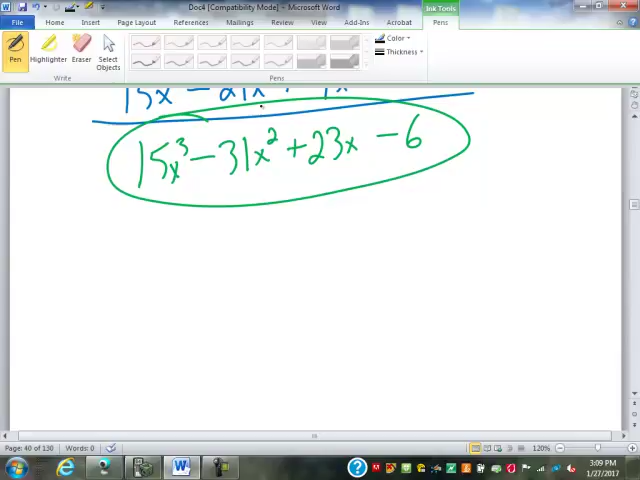 Doc4 [Compatibility Mode] - Microsoft Word
Ink Tools
File Home Insert Page Layout References Mailings Review View Add-Ins Acrobat Pens
Pen Highlighter Eraser Select Objects
Color
Thickness
Write Pens
15x³ − 31x² + 23x − 6
Page: 40 of 130 Words: 0 120%
3:09 PM
1/27/2017